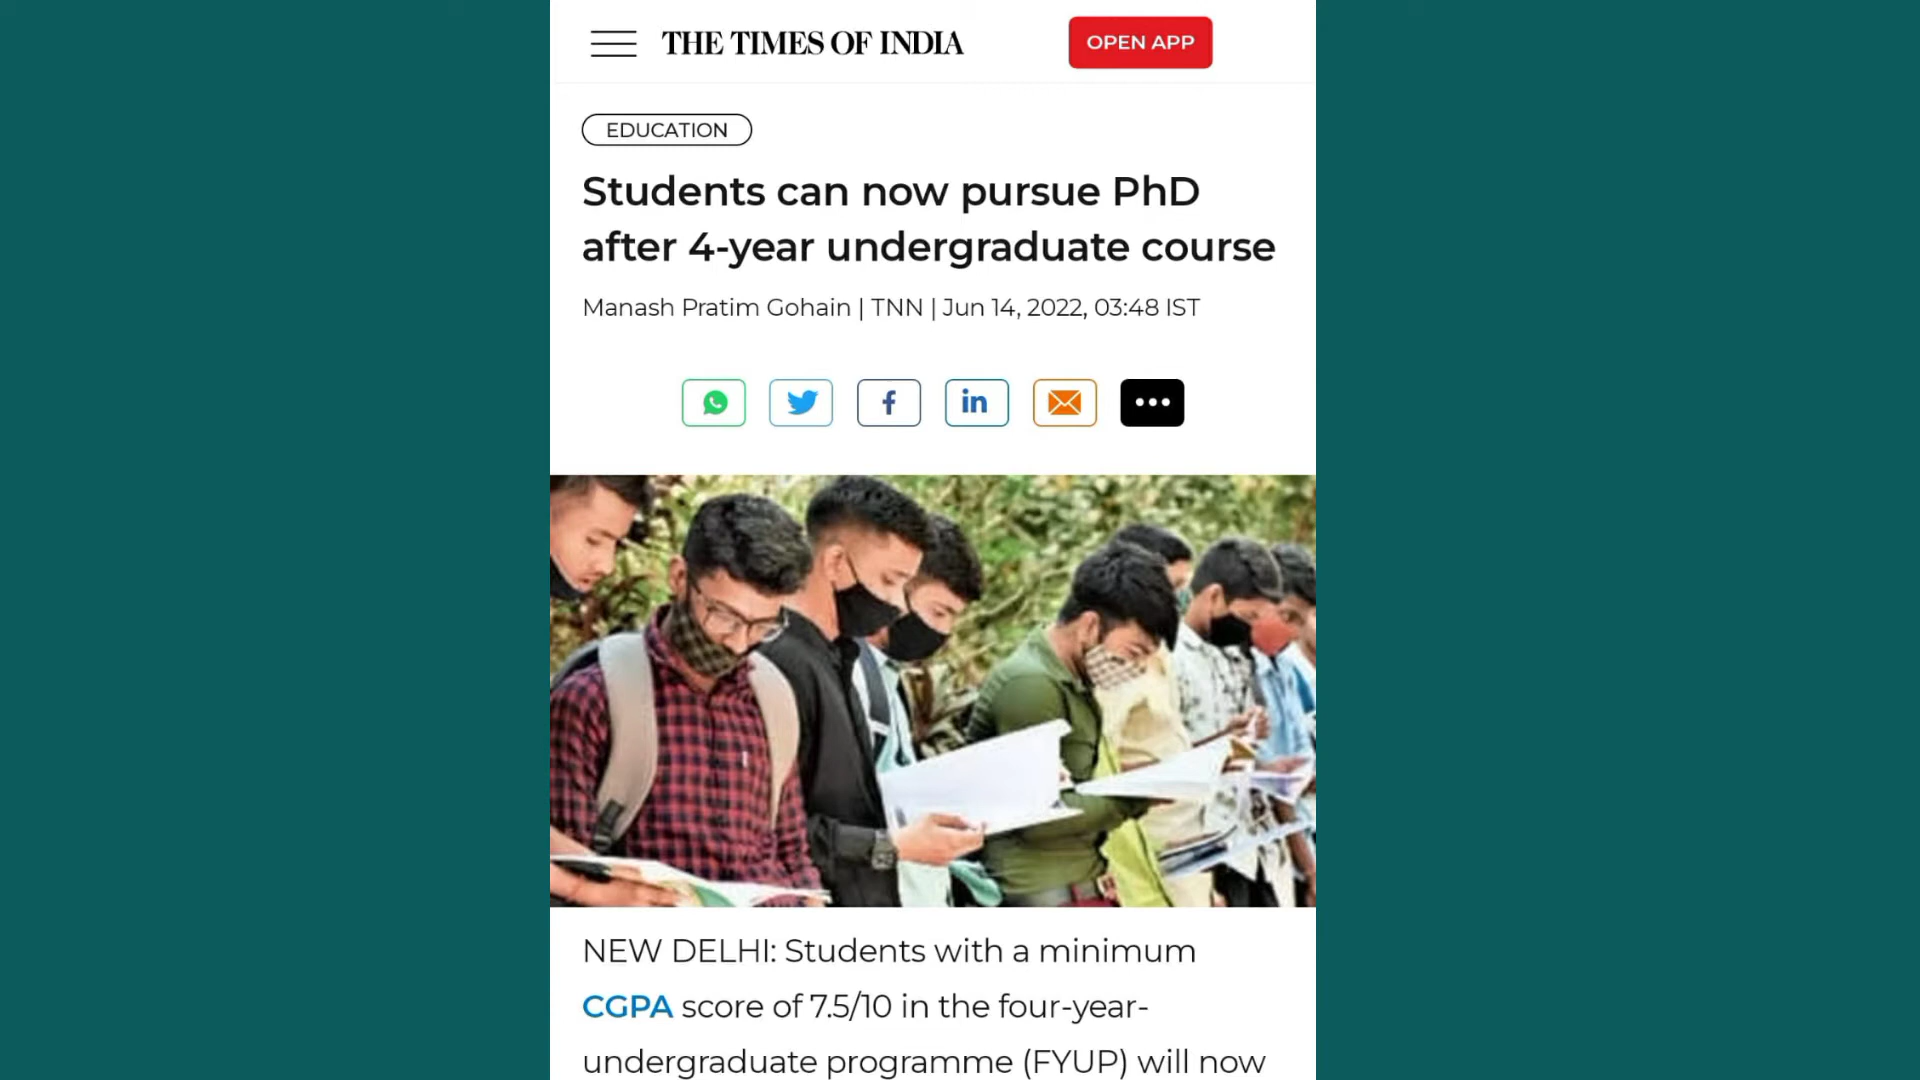 THE TIMES OF INDIA
OPEN APP
EDUCATION
Students can now pursue PhD
after 4-year undergraduate course
Manash Pratim Gohain | TNN | Jun 14, 2022, 03:48 IST
NEW DELHI: Students with a minimum
CGPA score of 7.5/10 in the four-year-
undergraduate programme (FYUP) will now